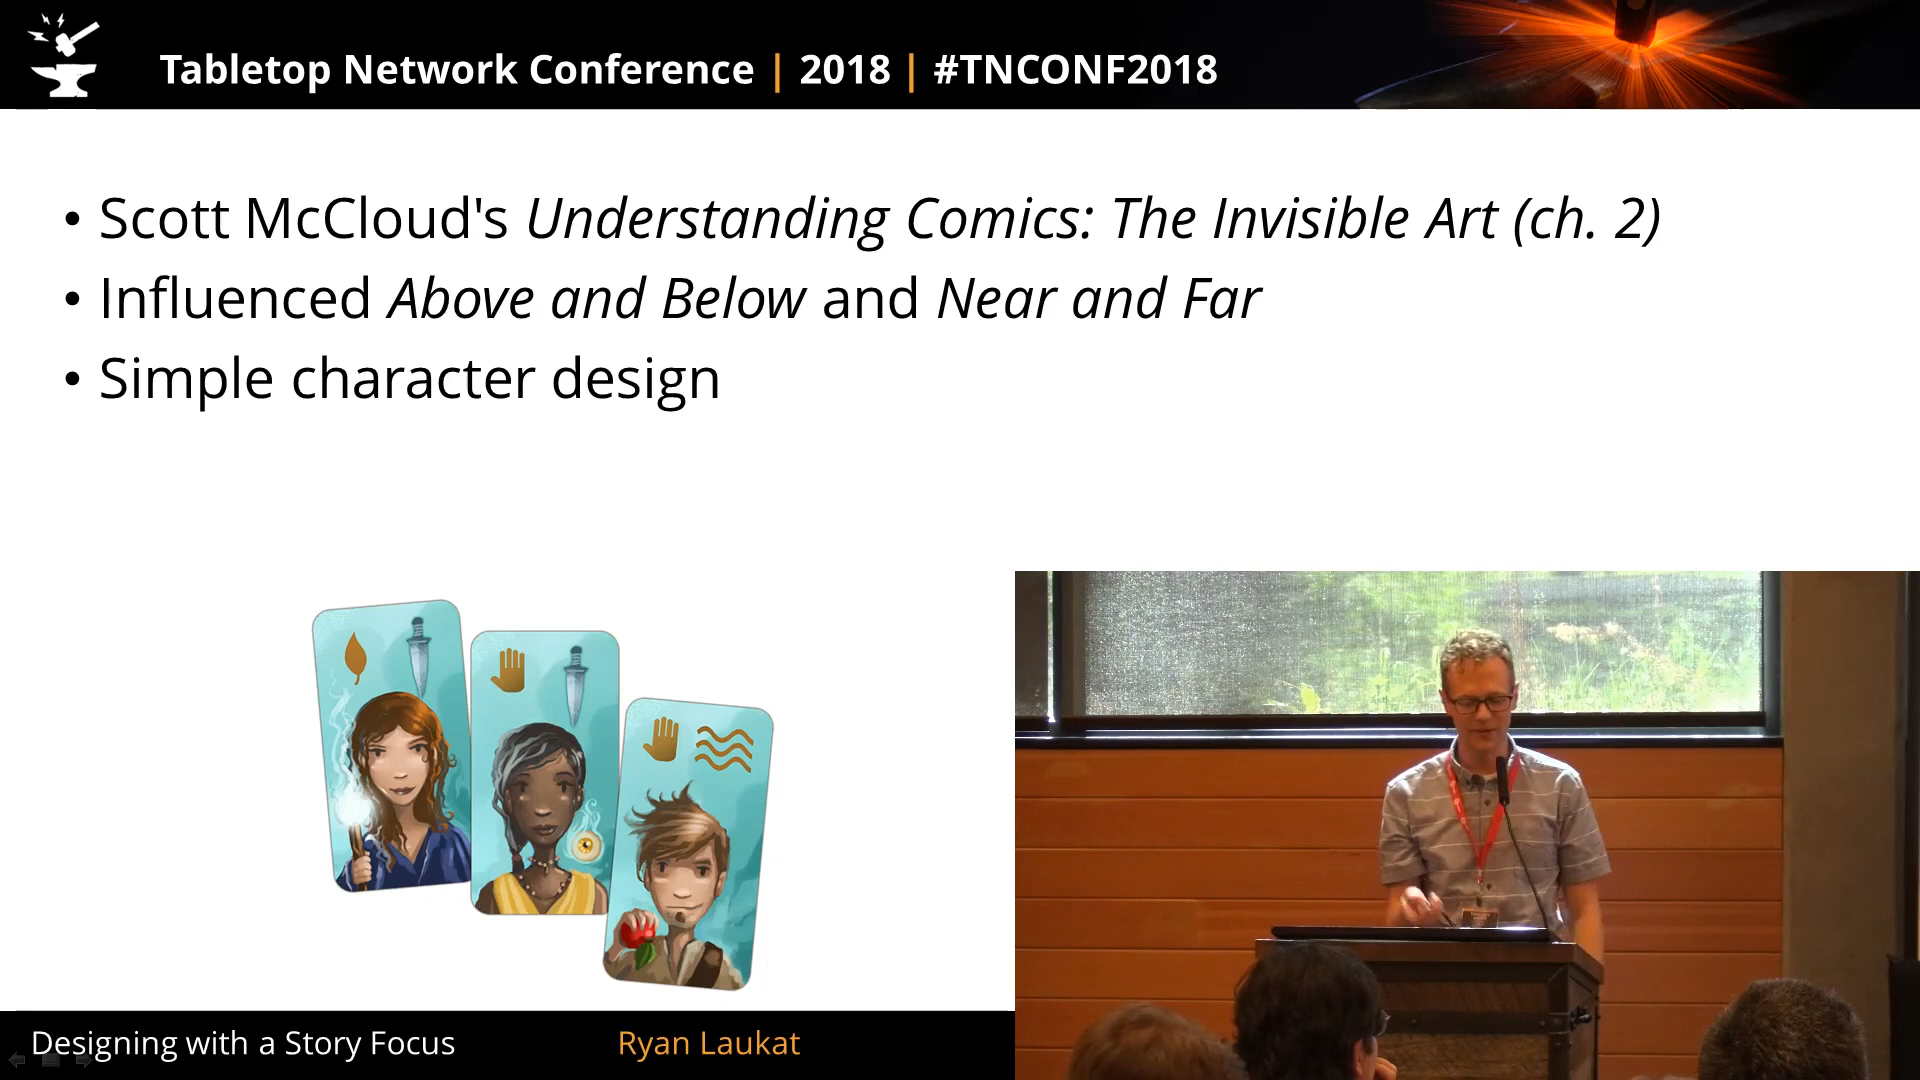 Tabletop Network Conference | 2018 | #TNCONF2018
• Scott McCloud's Understanding Comics: The Invisible Art (ch. 2)
• Influenced Above and Below and Near and Far
• Simple character design
Designing with a Story Focus
Ryan Laukat